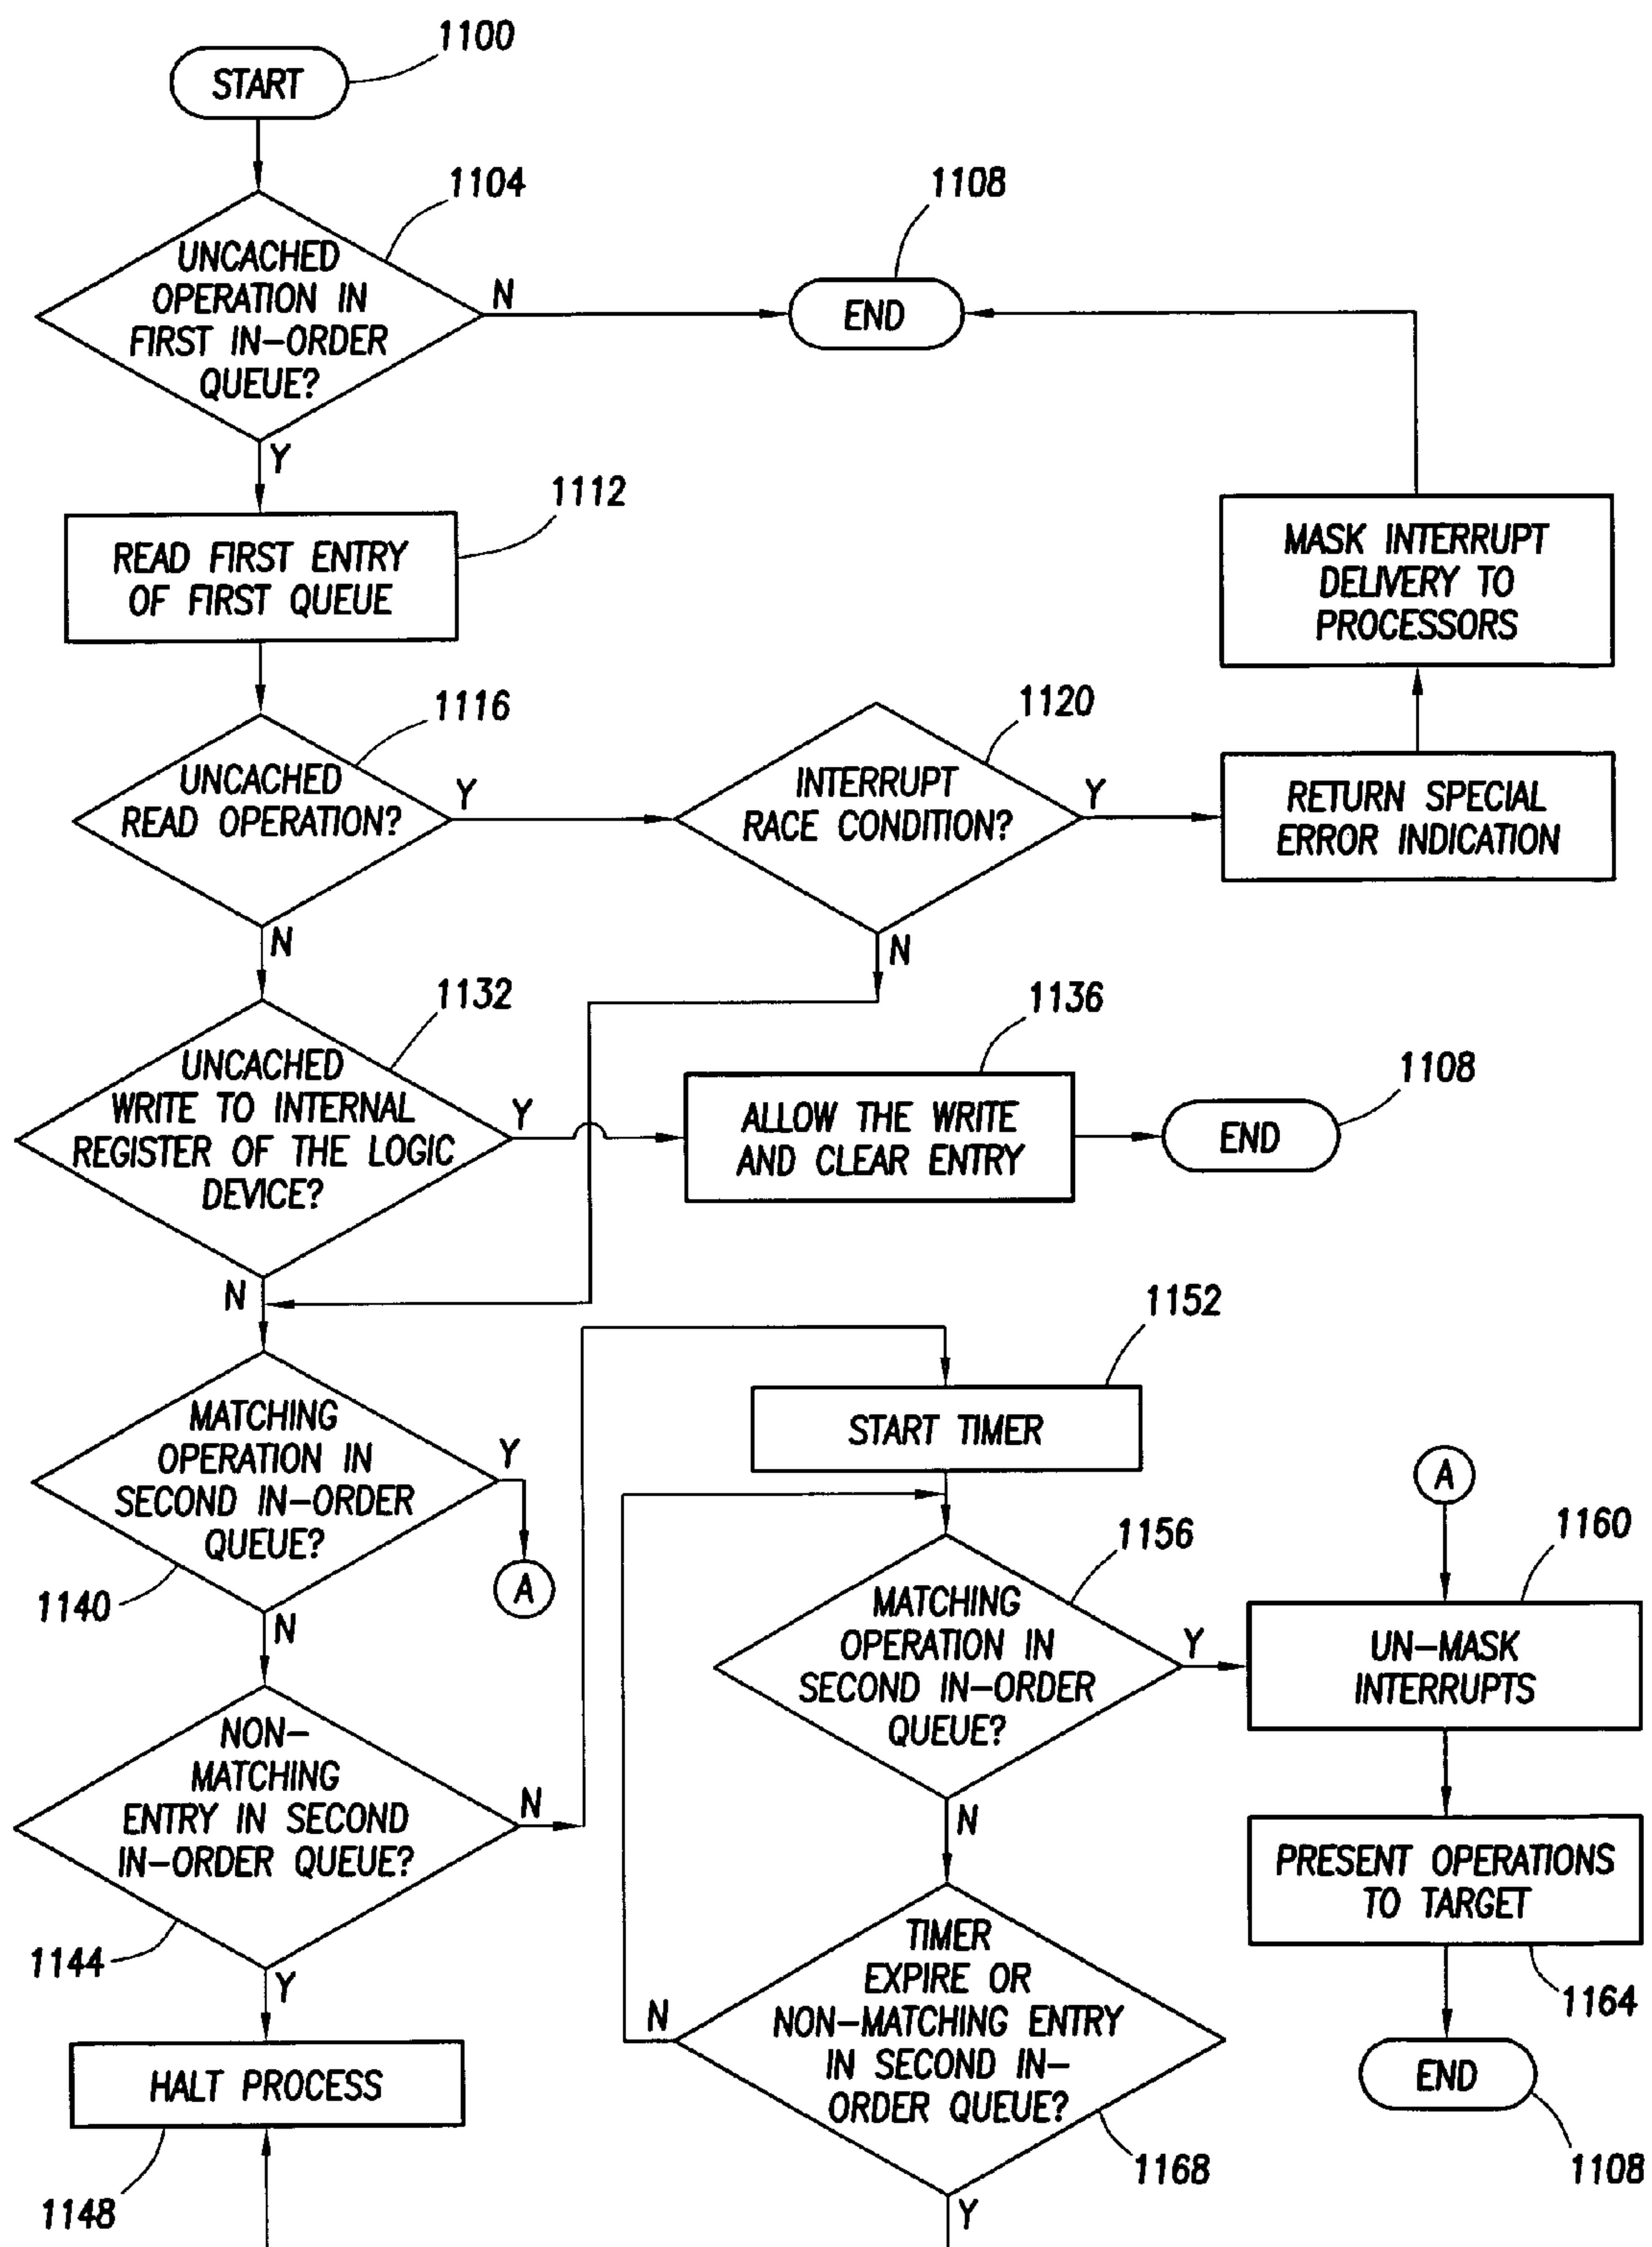 1100
START
1104
UNCACHED
OPERATION IN
FIRST IN-ORDER
QUEUE?
N
Y
1108
END
1112
READ FIRST ENTRY
OF FIRST QUEUE
MASK INTERRUPT
DELIVERY TO
PROCESSORS
1116
UNCACHED
READ OPERATION?
Y
N
1120
INTERRUPT
RACE CONDITION?
Y
N
RETURN SPECIAL
ERROR INDICATION
1132
UNCACHED
WRITE TO INTERNAL
REGISTER OF THE LOGIC
DEVICE?
Y
N
1136
ALLOW THE WRITE
AND CLEAR ENTRY
1108
END
MATCHING
OPERATION IN
SECOND IN-ORDER
QUEUE?
1140
Y
A
N
NON-
MATCHING
ENTRY IN SECOND
IN-ORDER QUEUE?
1144
N
Y
HALT PROCESS
1148
1152
START TIMER
1156
MATCHING
OPERATION IN
SECOND IN-ORDER
QUEUE?
Y
N
TIMER
EXPIRE OR
NON-MATCHING ENTRY
IN SECOND IN-
ORDER QUEUE?
N
1168
Y
A
1160
UN-MASK
INTERRUPTS
PRESENT OPERATIONS
TO TARGET
1164
END
1108